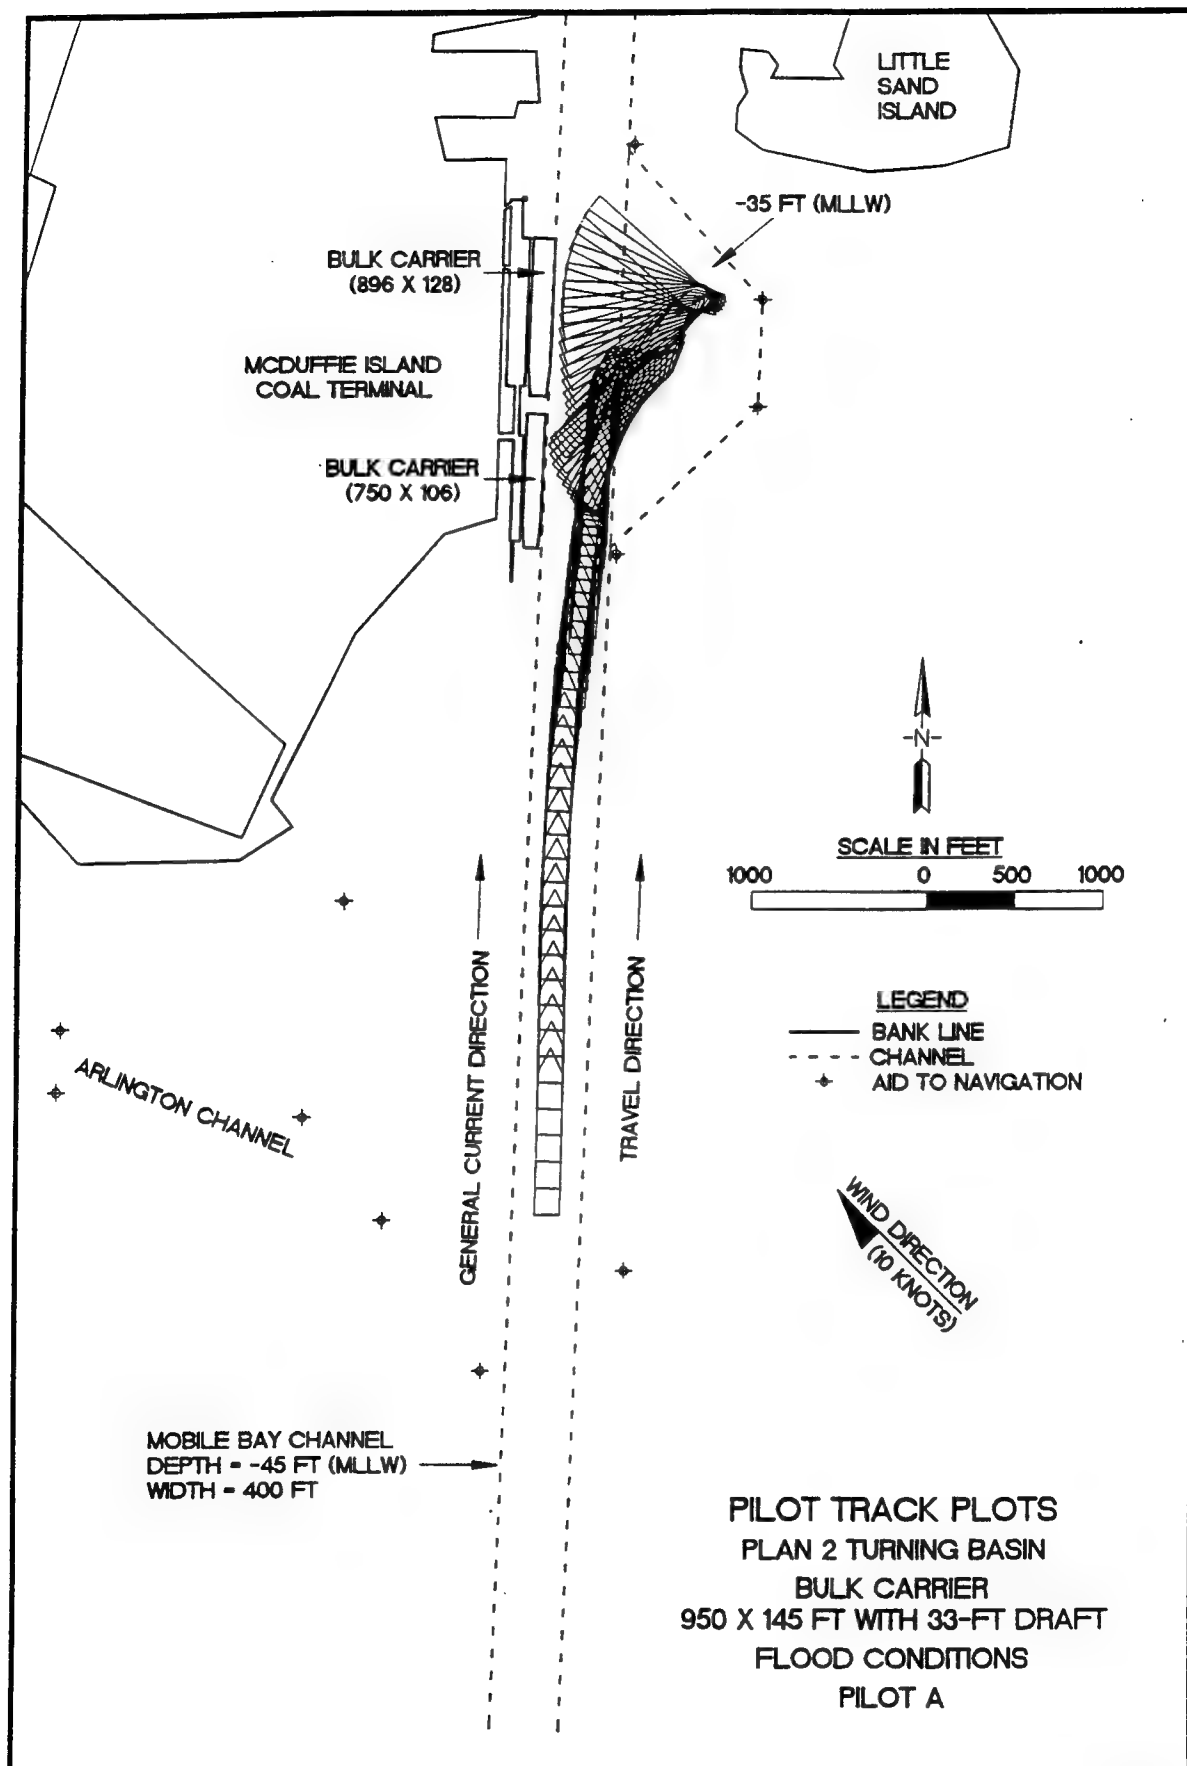 LITTLE
SAND
ISLAND
-35 FT (MLLW)
BULK CARRIER
(896 X 128)
MCDUFFIE ISLAND
COAL TERMINAL
BULK CARRIER
(750 X 106)
-N-
SCALE IN FEET
1000 0 500 1000
GENERAL CURRENT DIRECTION
TRAVEL DIRECTION
LEGEND
BANK LINE
CHANNEL
AID TO NAVIGATION
ARLINGTON CHANNEL
WIND DIRECTION
(10 KNOTS)
MOBILE BAY CHANNEL
DEPTH = -45 FT (MLLW)
WIDTH = 400 FT
PILOT TRACK PLOTS
PLAN 2 TURNING BASIN
BULK CARRIER
950 X 145 FT WITH 33-FT DRAFT
FLOOD CONDITIONS
PILOT A